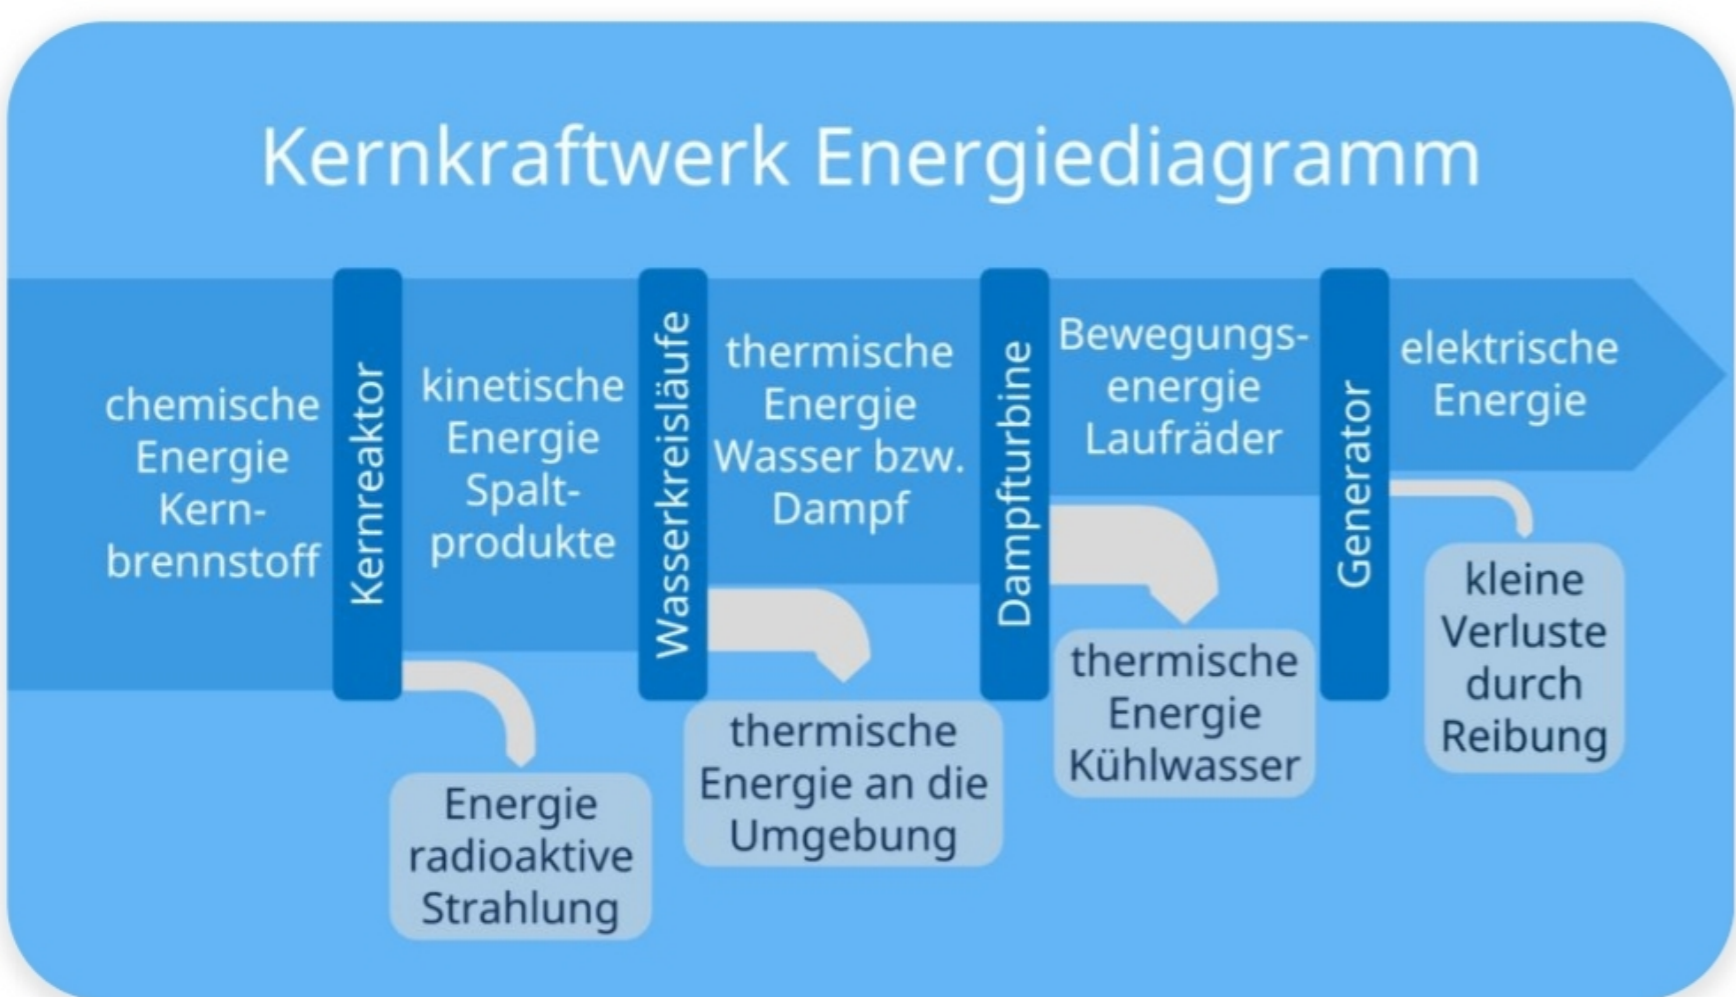 Kernkraftwerk Energiediagramm
chemische
Energie
Kern-
brennstoff
Kernreaktor
kinetische
Energie
Spalt-
produkte
Wasserkreisläufe
thermische
Energie
Wasser bzw.
Dampf
Dampfturbine
Bewegungs-
energie
Laufräder
Generator
elektrische
Energie
Energie
radioaktive
Strahlung
thermische
Energie an die
Umgebung
thermische
Energie
Kühlwasser
kleine
Verluste
durch
Reibung